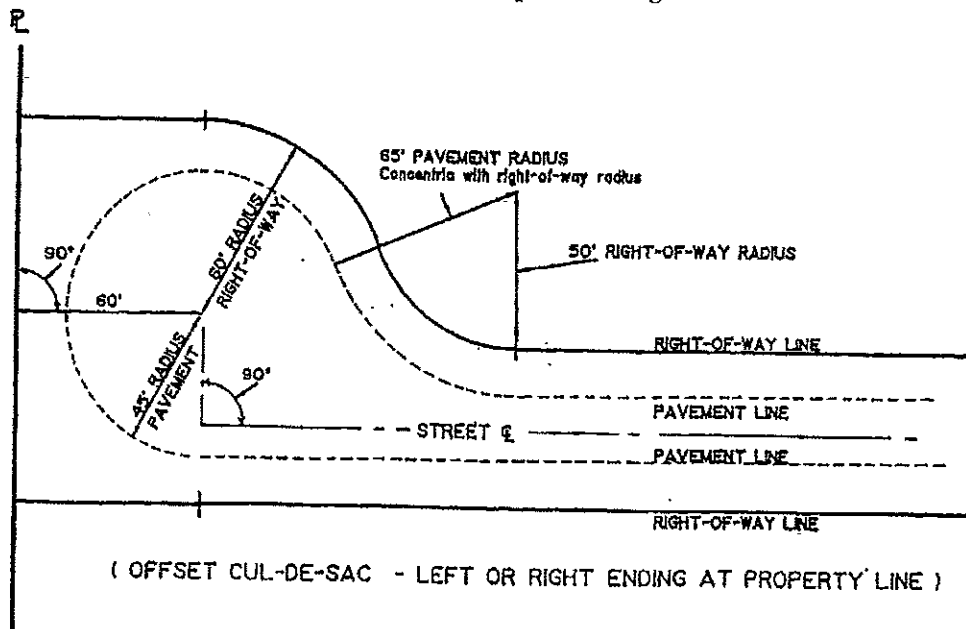 ℄
65' PAVEMENT RADIUS
Concentric with right-of-way radius
60' RADIUS
RIGHT-OF-WAY
90°
50' RIGHT-OF-WAY RADIUS
60'
45' RADIUS
PAVEMENT
90°
RIGHT-OF-WAY LINE
PAVEMENT LINE
STREET ℄
PAVEMENT LINE
RIGHT-OF-WAY LINE
( OFFSET CUL-DE-SAC - LEFT OR RIGHT ENDING AT PROPERTY LINE )